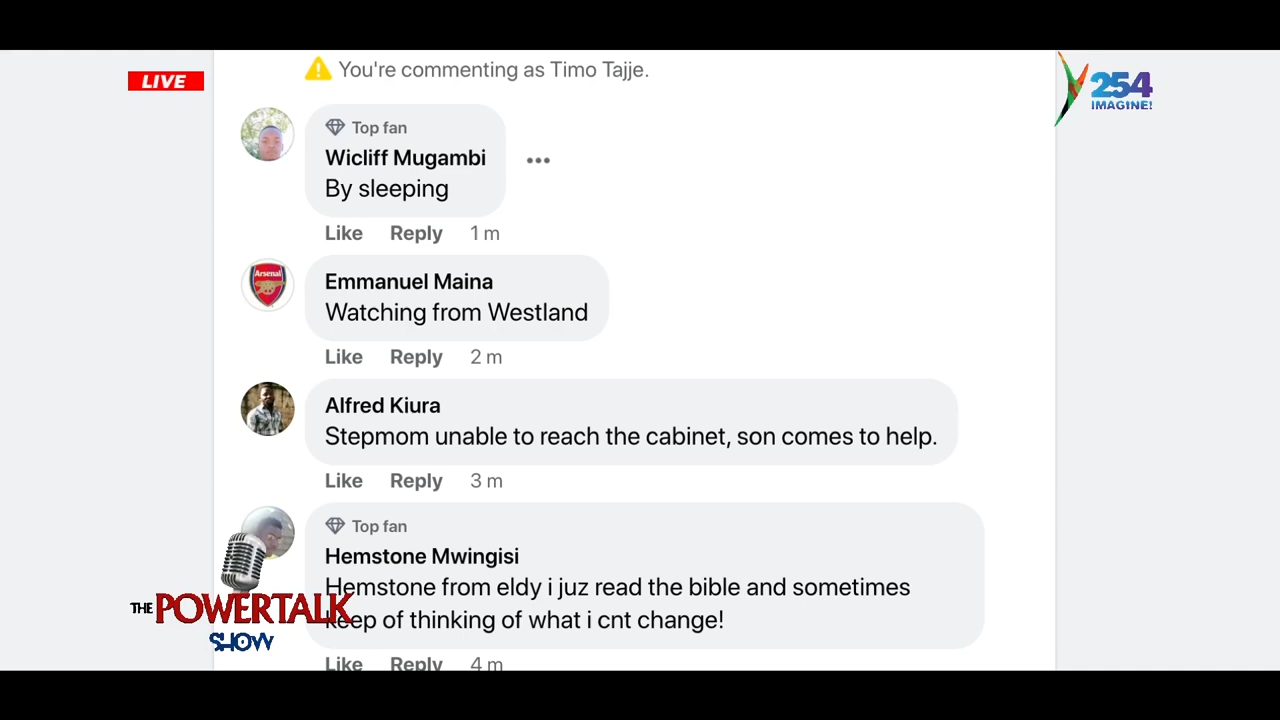 You're commenting as Timo Tajje.
LIVE
254
IMAGINE!
Top fan
Wicliff Mugambi
By sleeping
Like Reply 1 m
Arsenal
Emmanuel Maina
Watching from Westland
Like Reply 2 m
Alfred Kiura
Stepmom unable to reach the cabinet, son comes to help.
Like Reply 3 m
Top fan
Hemstone Mwingisi
Hemstone from eldy i juz read the bible and sometimes
keep of thinking of what i cnt change!
THE POWERTALK
SHOW
Like Reply 4 m